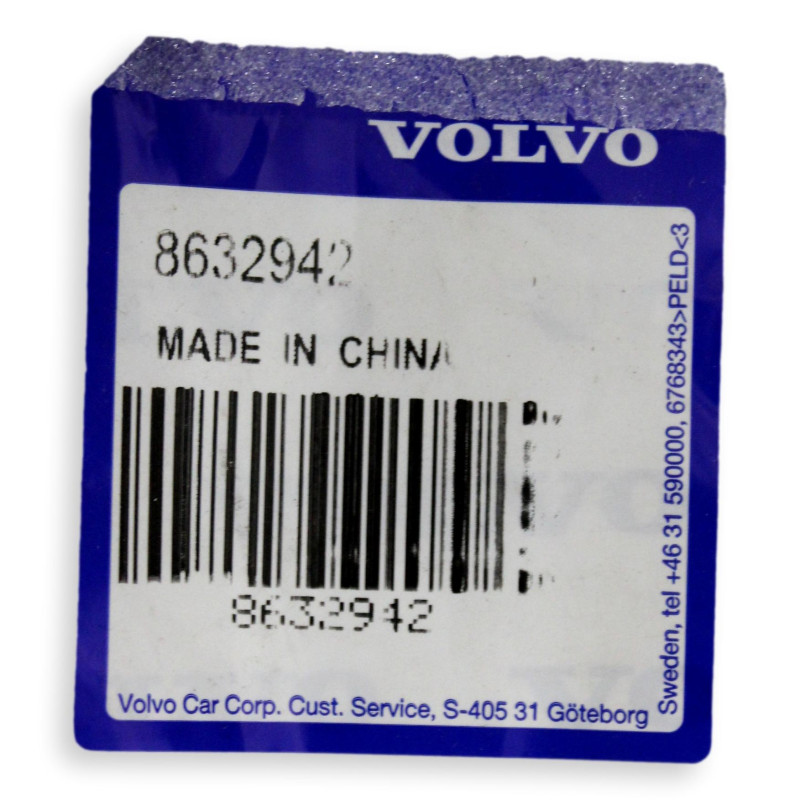 VOLVO
8632942
MADE IN CHINA
8632942
Volvo Car Corp. Cust. Service, S-405 31 Göteborg
Sweden, tel +46 31 590000, 6768343>PELD<3